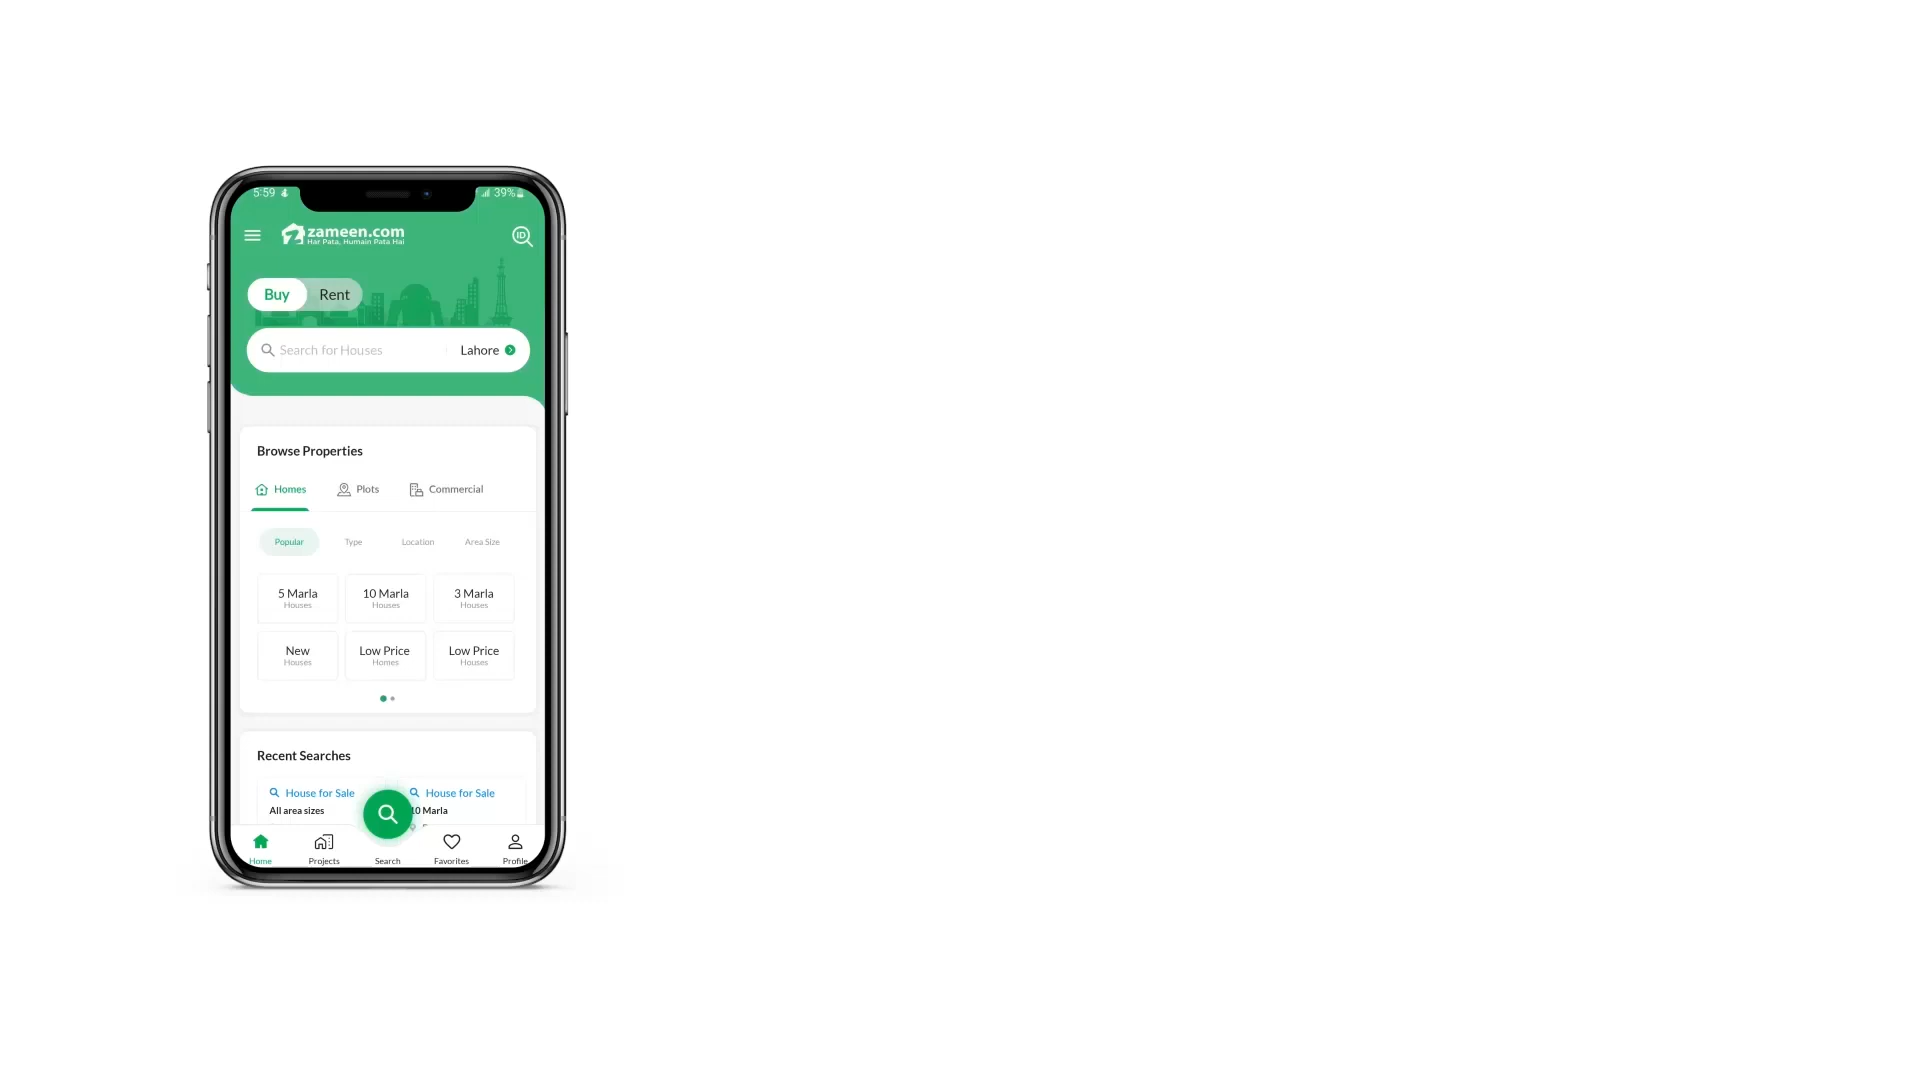 5:59
39%
zameen.com
Har Pata, Humain Pata Hai
ID
Buy
Rent
Search for Houses
Lahore
Browse Properties
Homes
Plots
Commercial
Popular
Type
Location
Area Size
5 Marla
Houses
10 Marla
Houses
3 Marla
Houses
New
Houses
Low Price
Homes
Low Price
Houses
Recent Searches
House for Sale
All area sizes
House for Sale
10 Marla
Home
Projects
Search
Favorites
Profile